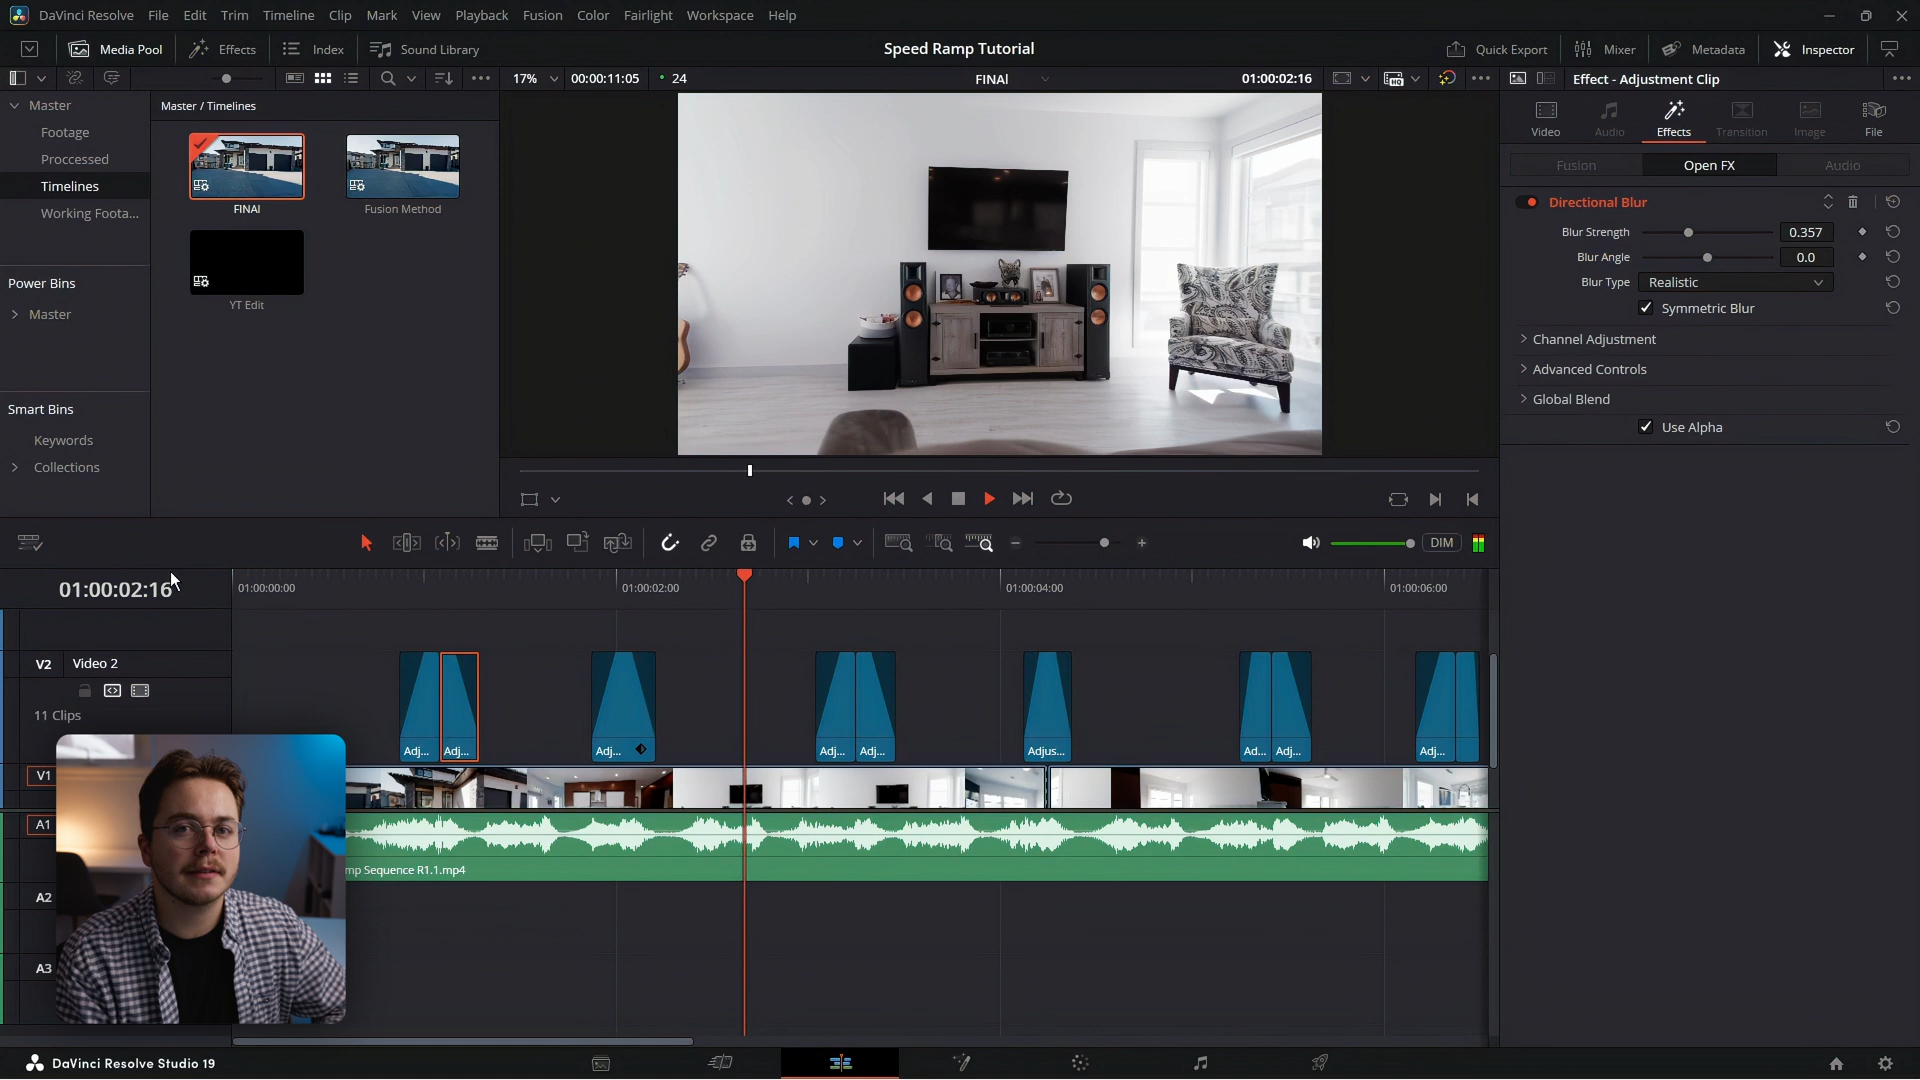 DaVinci Resolve File Edit Trim Timeline Clip Mark View Playback Fusion Color Fairlight Workspace Help
Media Pool Effects Index Sound Library Speed Ramp Tutorial Quick Export Mixer Metadata Inspector
17% 00:00:11:05 24 FINAl 01:00:02:16 Effect - Adjustment Clip
Master
Footage
Proccessed
Timelines
Working Foota...
Power Bins
Master
Smart Bins
Keywords
Collections
Master / Timelines
FINAl
Fusion Method
YT Edit
Video Audio Effects Transition Image File
Fusion Open FX Audio
Directional Blur
Blur Strength 0.357
Blur Angle 0.0
Blur Type Realistic
Symmetric Blur
Channel Adjustment
Advanced Controls
Global Blend
Use Alpha
DIM
01:00:02:16
01:00:00:00 01:00:02:00 01:00:04:00 01:00:06:00
V2 Video 2
11 Clips
Adj... Adj... Adj... Adj... Adj... Adjus... Ad... Adj... Adj...
V1
A1
mp Sequence R1.1.mp4
A2
A3
DaVinci Resolve Studio 19